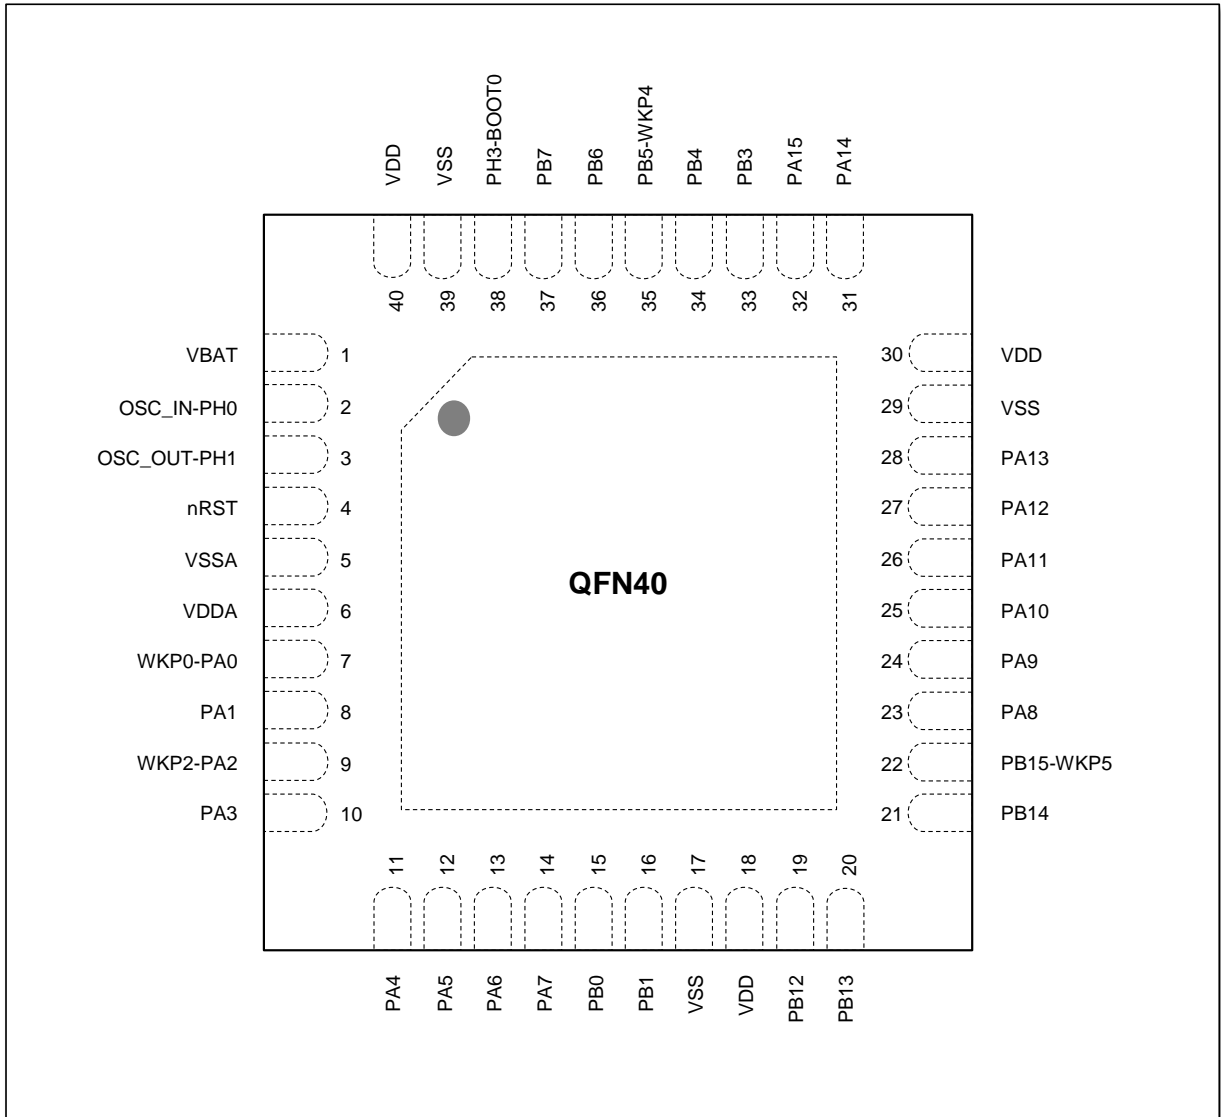 VDD
VSS
PH3-BOOT0
PB7
PB6
PB5-WKP4
PB4
PB3
PA15
PA14
40
39
38
37
36
35
34
33
32
31
VBAT 1
OSC_IN-PH0 2
OSC_OUT-PH1 3
nRST 4
VSSA 5
VDDA 6
WKP0-PA0 7
PA1 8
WKP2-PA2 9
PA3 10
30 VDD
29 VSS
28 PA13
27 PA12
26 PA11
25 PA10
24 PA9
23 PA8
22 PB15-WKP5
21 PB14
QFN40
11
12
13
14
15
16
17
18
19
20
PA4
PA5
PA6
PA7
PB0
PB1
VSS
VDD
PB12
PB13